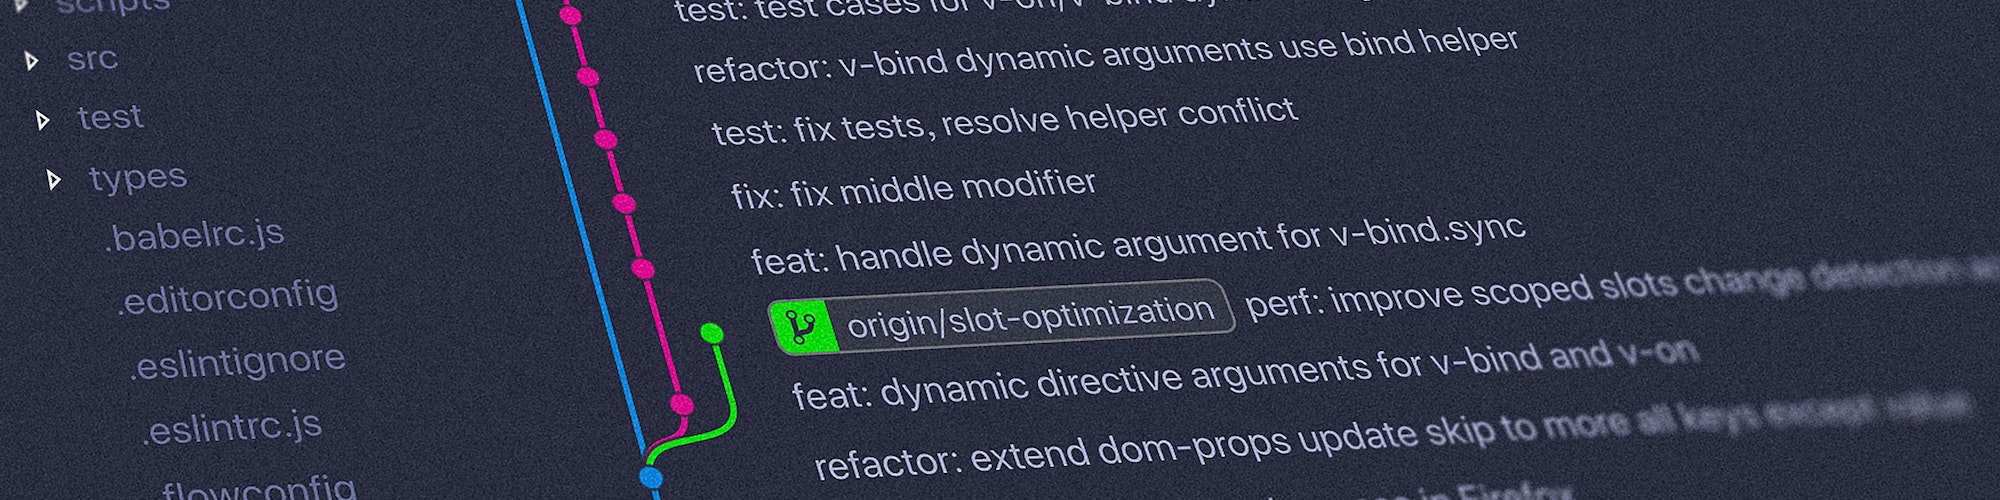 scripts
src
test
types
.babelrc.js
.editorconfig
.eslintignore
.eslintrc.js
.flowconfig
test: test cases for v-on/v-bind
refactor: v-bind dynamic arguments use bind helper
test: fix tests, resolve helper conflict
fix: fix middle modifier
feat: handle dynamic argument for v-bind.sync
origin/slot-optimization perf: improve scoped slots change detection
feat: dynamic directive arguments for v-bind and v-on
refactor: extend dom-props update skip to more all keys except value
in Firefox